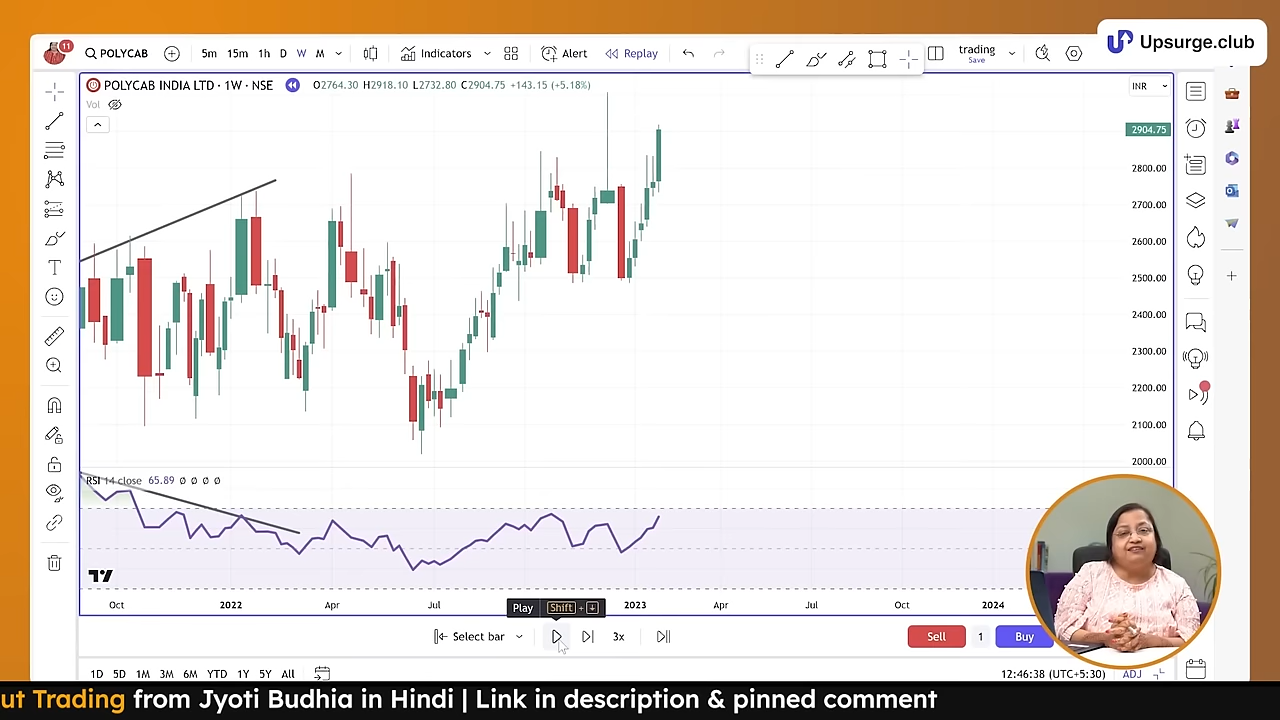 Upsurge.club
11
POLYCAB
5m 15m 1h D W M
Indicators
Alert
Replay
trading
Save
POLYCAB INDIA LTD · 1W · NSE
O2764.30 H2918.10 L2732.80 C2904.75 +143.15 (+5.18%)
INR
Vol
2904.75
2800.00
2700.00
2600.00
2500.00
2400.00
2300.00
2200.00
2100.00
2000.00
RSI 14 close 65.89 Ø Ø Ø Ø
Oct 2022 Apr Jul 2023 Apr Jul Oct 2024
Play Shift + ↓
Select bar
3x
Sell 1 Buy
1D 5D 1M 3M 6M YTD 1Y 5Y All
12:46:38 (UTC+5:30) ADJ
ut Trading from Jyoti Budhia in Hindi | Link in description & pinned comment